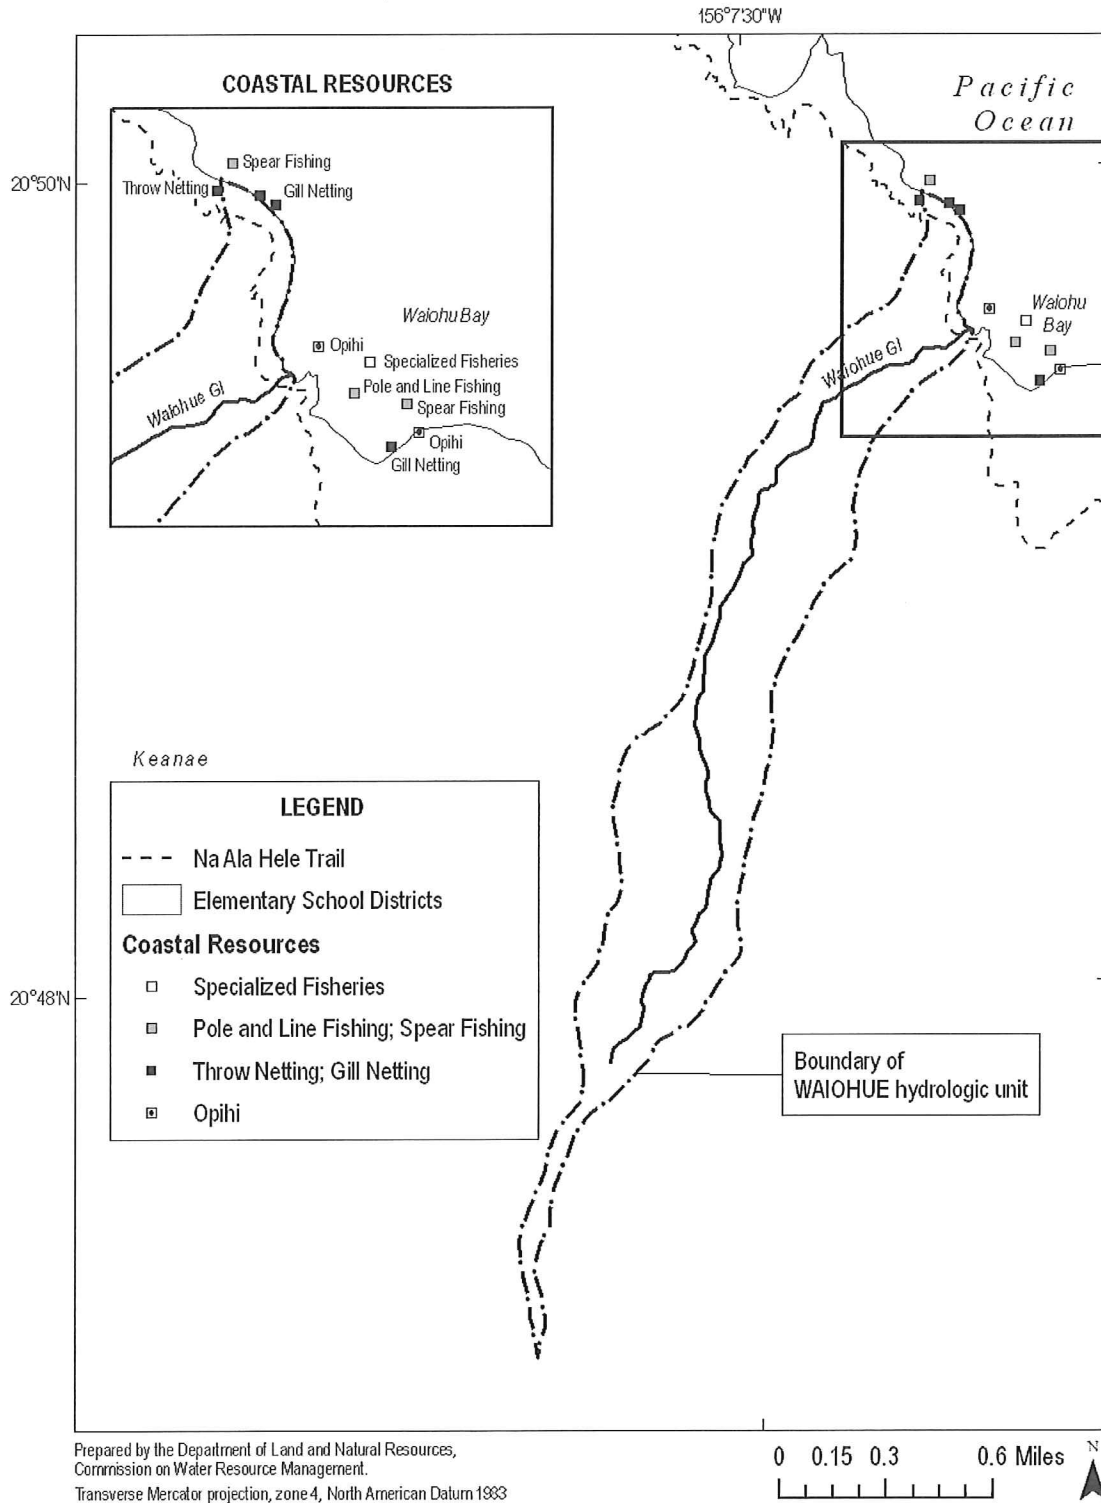 156°7'30"W
COASTAL RESOURCES
Pacific
Ocean
20°50'N
Spear Fishing
Throw Netting
Gill Netting
Waiohu Bay
Opihi
Specialized Fisheries
Pole and Line Fishing
Spear Fishing
Opihi
Gill Netting
Waiohue Gl
Waiohu
Bay
Waiohue Gl
Keanae
LEGEND
Na Ala Hele Trail
Elementary School Districts
Coastal Resources
Specialized Fisheries
Pole and Line Fishing; Spear Fishing
Throw Netting; Gill Netting
Opihi
20°48'N
Boundary of
WAIOHUE hydrologic unit
Prepared by the Department of Land and Natural Resources,
Commission on Water Resource Management.
Transverse Mercator projection, zone 4, North American Datum 1983
0 0.15 0.3 0.6 Miles
N